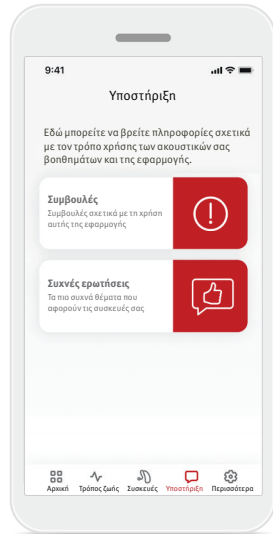 9:41
Υποστήριξη
Εδώ μπορείτε να βρείτε πληροφορίες σχετικά
με τον τρόπο χρήσης των ακουστικών σας
βοηθημάτων και της εφαρμογής.
Συμβουλές
Συμβουλές σχετικά με τη χρήση
αυτής της εφαρμογής
Συχνές ερωτήσεις
Τα πιο συχνά θέματα που
αφορούν τις συσκευές σας
Αρχική Τρόπος ζωής Συσκευές Υποστήριξη Περισσότερα